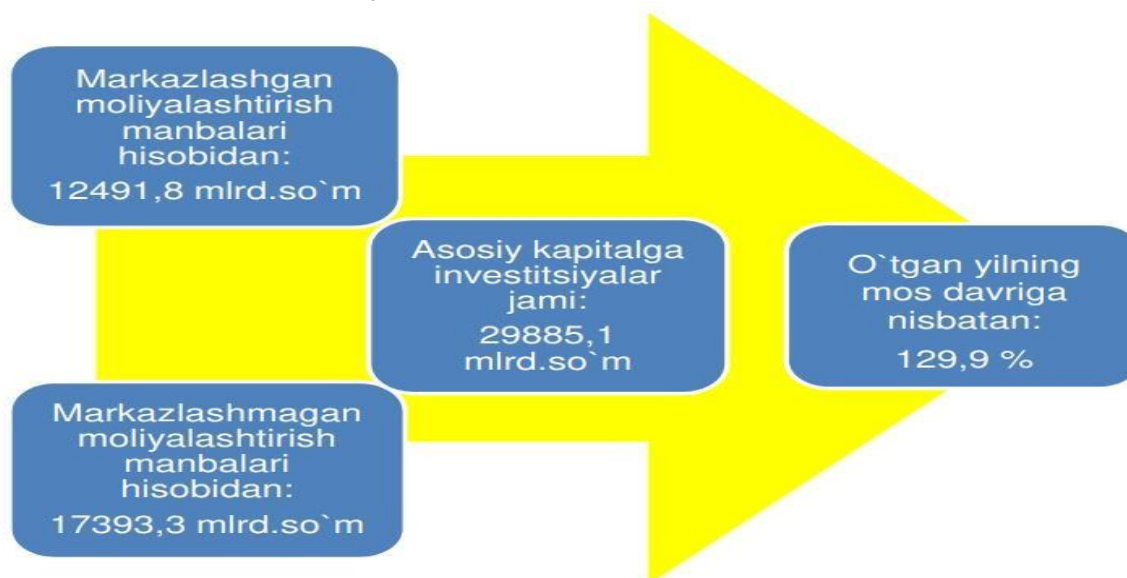 Markazlashgan
moliyalashtirish
manbalari
hisobidan:
12491,8 mlrd.so`m
Asosiy kapitalga
investitsiyalar
jami:
29885,1
mlrd.so`m
O`tgan yilning
mos davriga
nisbatan:
129,9 %
Markazlashmagan
moliyalashtirish
manbalari
hisobidan:
17393,3 mlrd.so`m